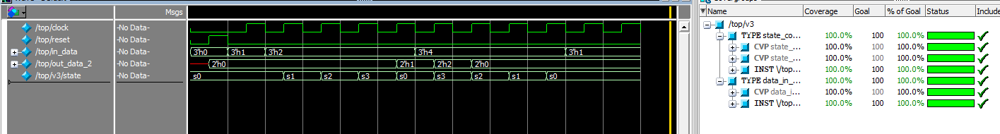 Msgs
/top/clock -No Data-
/top/reset -No Data-
/top/in_data -No Data- 3'h0 3'h1 3'h2 3'h4 3'h1
/top/out_data_2 -No Data- 2'h0 2'h1 2'h2 2'h0
/top/v3/state -No Data- s0 s1 s2 s3 s0 s3 s2 s1 s0
Name Coverage Goal % of Goal Status Include
/top/v3
TYPE state_co... 100.0% 100 100.0%
CVP state_... 100.0% 100 100.0%
CVP state_... 100.0% 100 100.0%
INST \/top... 100.0% 100 100.0%
TYPE data_in_... 100.0% 100 100.0%
CVP data_i... 100.0% 100 100.0%
INST \/top... 100.0% 100 100.0%